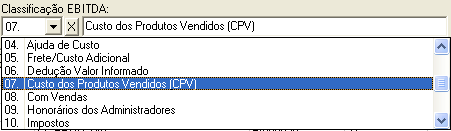 Classificação EBITDA:
07. X Custo dos Produtos Vendidos (CPV)
04. Ajuda de Custo
05. Frete/Custo Adicional
06. Dedução Valor Informado
07. Custo dos Produtos Vendidos (CPV)
08. Com Vendas
09. Honorários dos Administradores
10. Impostos